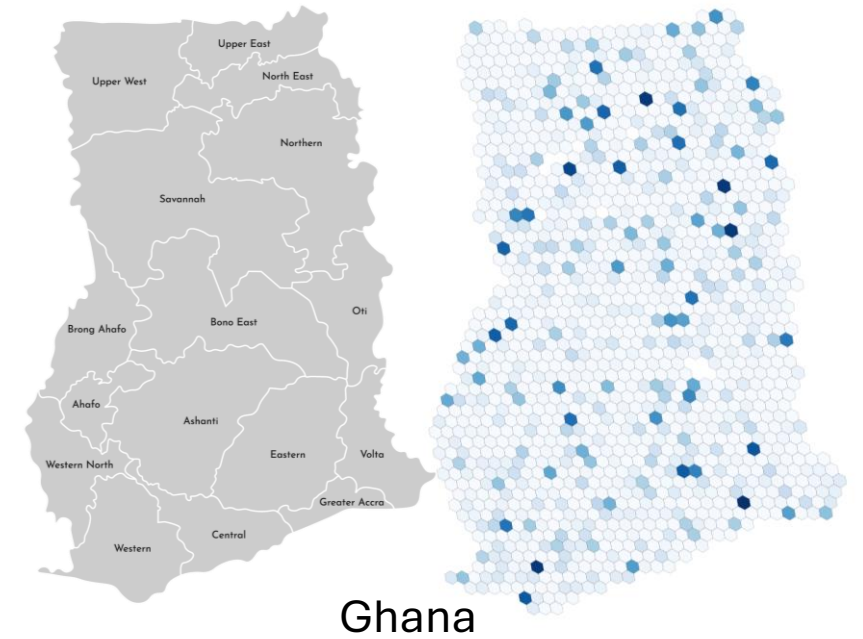 Upper East
Upper West
North East
Northern
Savannah
Oti
Bono East
Brong Ahafo
Ahafo
Ashanti
Eastern
Volta
Western North
Greater Accra
Central
Western
Ghana